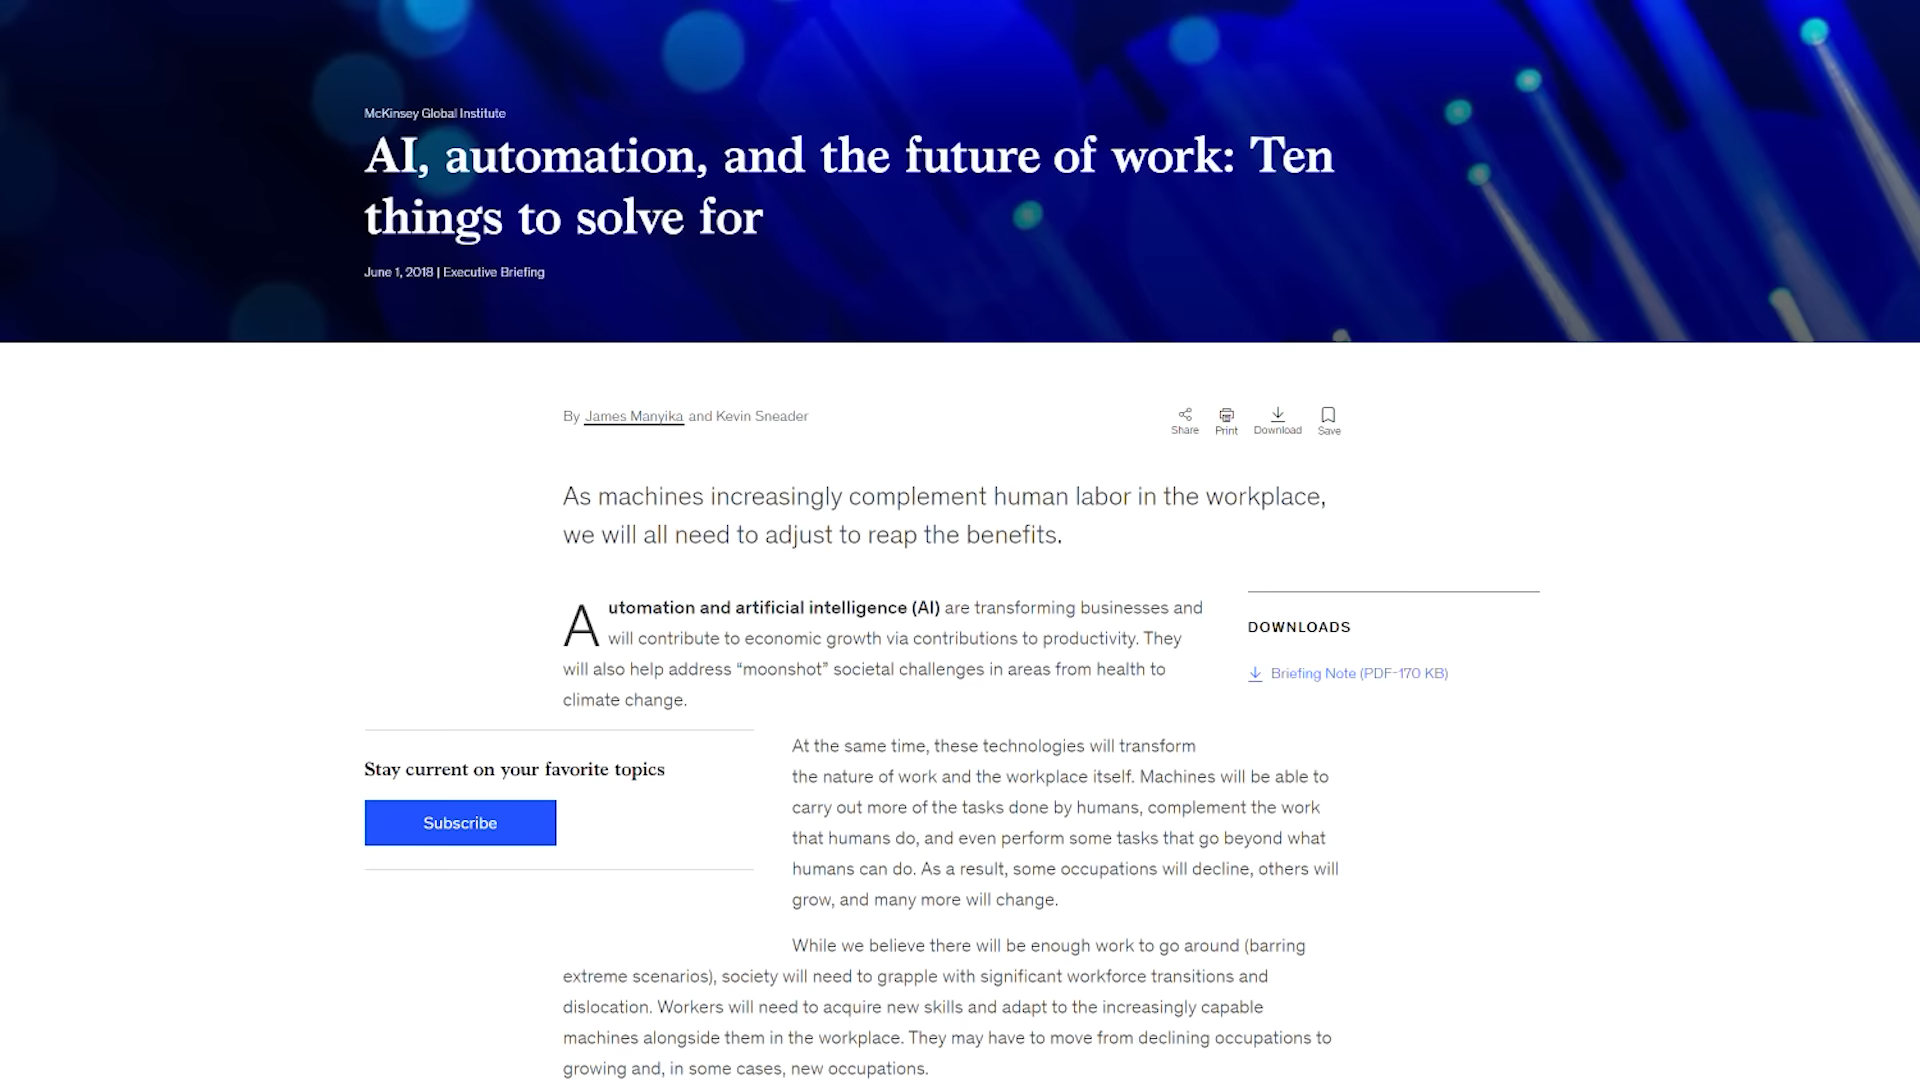 McKinsey Global Institute
AI, automation, and the future of work: Ten
things to solve for
June 1, 2018 | Executive Briefing
By James Manyika and Kevin Sneader
Share
Print
Download
Save
As machines increasingly complement human labor in the workplace,
we will all need to adjust to reap the benefits.
Automation and artificial intelligence (AI) are transforming businesses and
will contribute to economic growth via contributions to productivity. They
will also help address “moonshot” societal challenges in areas from health to
climate change.
DOWNLOADS
Briefing Note (PDF-170 KB)
Stay current on your favorite topics
Subscribe
At the same time, these technologies will transform
the nature of work and the workplace itself. Machines will be able to
carry out more of the tasks done by humans, complement the work
that humans do, and even perform some tasks that go beyond what
humans can do. As a result, some occupations will decline, others will
grow, and many more will change.
While we believe there will be enough work to go around (barring
extreme scenarios), society will need to grapple with significant workforce transitions and
dislocation. Workers will need to acquire new skills and adapt to the increasingly capable
machines alongside them in the workplace. They may have to move from declining occupations to
growing and, in some cases, new occupations.